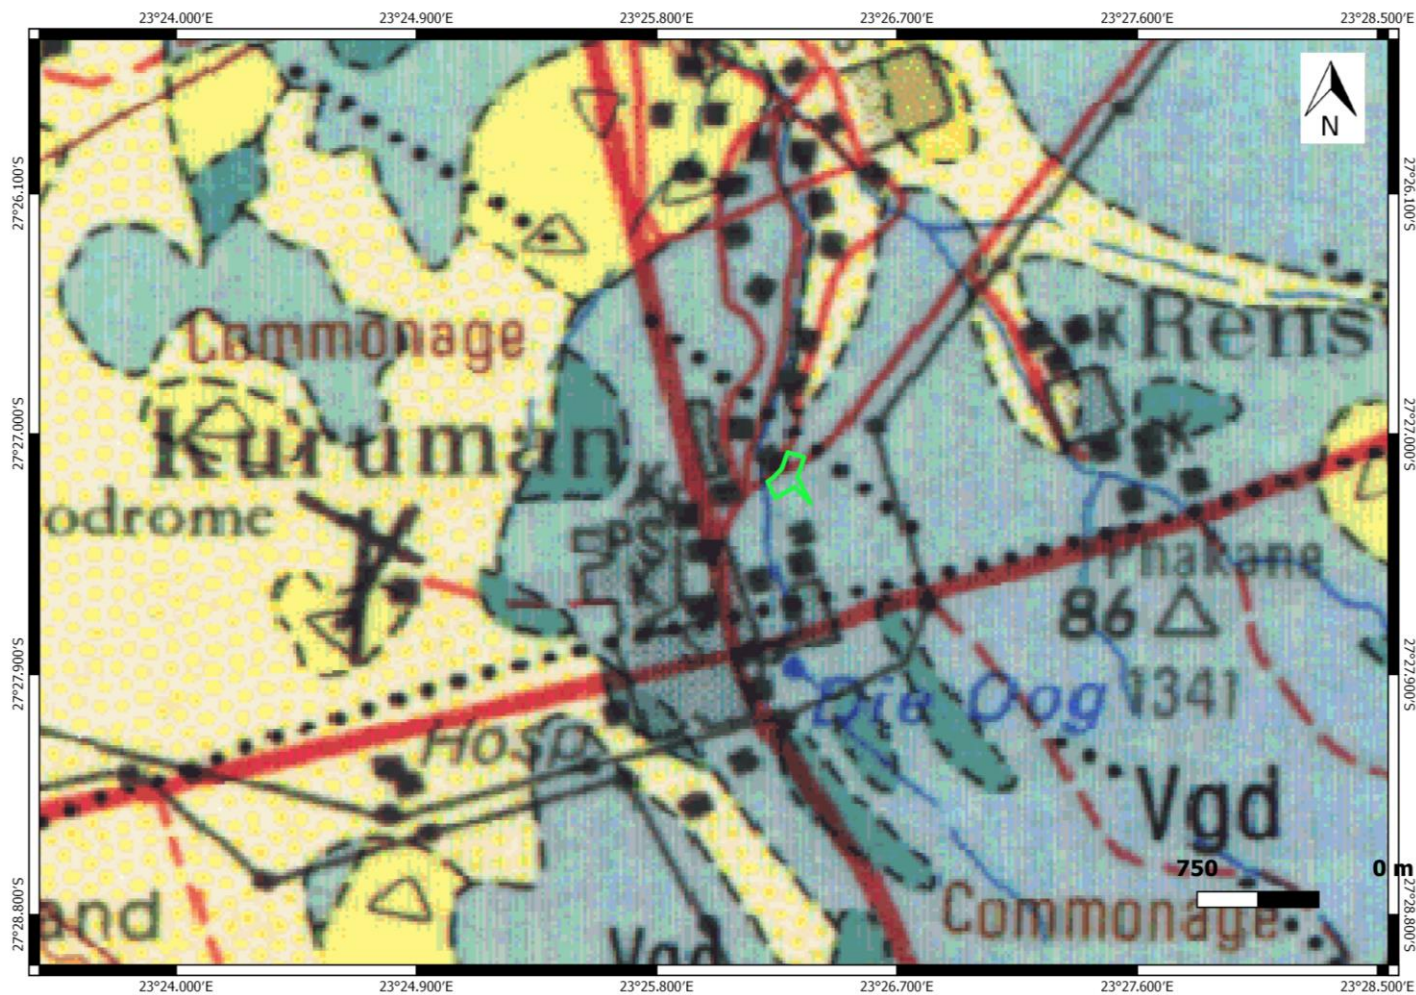 23°24.000'E 23°24.900'E 23°25.800'E 23°26.700'E 23°27.600'E 23°28.500'E
N
27°26.100'S 27°26.100'S
Commonage
K Rens
Kuruman
27°27.000'S 27°27.000'S
K
K
odrome
PS
K
Phakane
86
1341
27°27.900'S 27°27.900'S
Die Oog
Hosp
Vgd
750 0 m
Commonage
and
Vgd
27°28.800'S 27°28.800'S
23°24.000'E 23°24.900'E 23°25.800'E 23°26.700'E 23°27.600'E 23°28.500'E